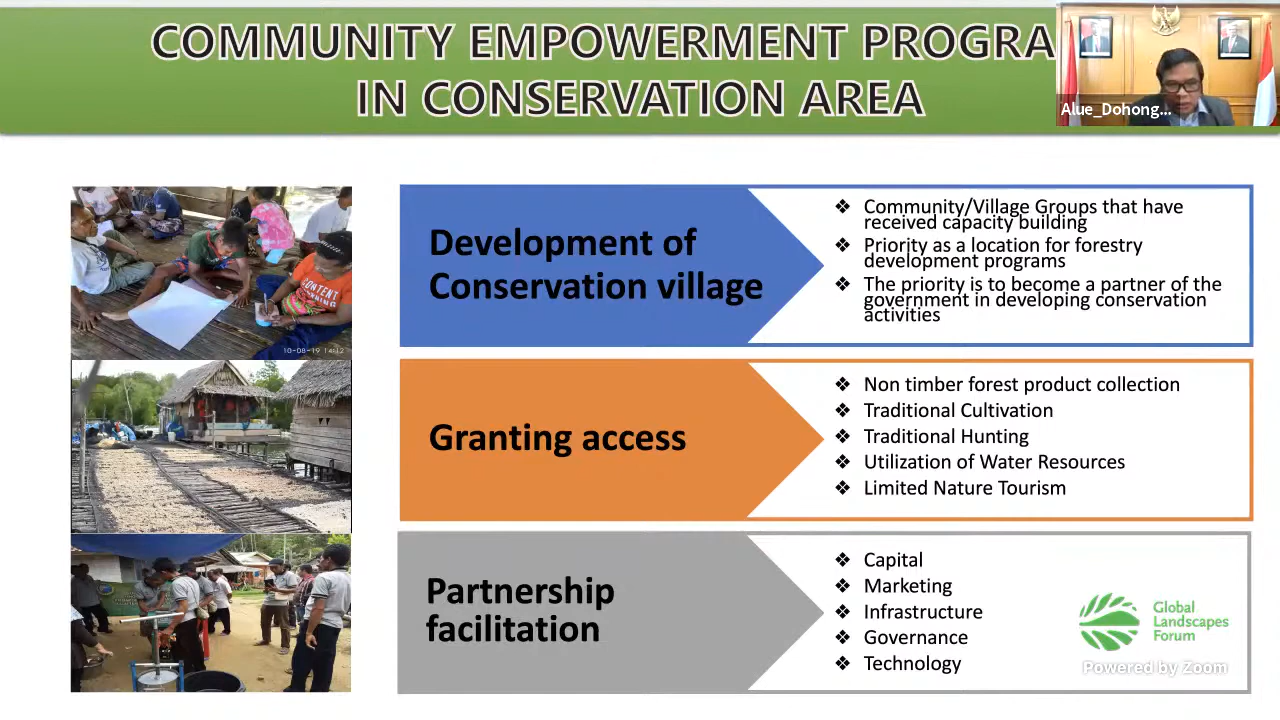 COMMUNITY EMPOWERMENT PROGRA
IN CONSERVATION AREA
Alue_Dohong...
CONTENT
10-08-19 14:12
Development of
Conservation village
❖ Community/Village Groups that have
received capacity building
❖ Priority as a location for forestry
development programs
❖ The priority is to become a partner of the
government in developing conservation
activities
Granting access
❖ Non timber forest product collection
❖ Traditional Cultivation
❖ Traditional Hunting
❖ Utilization of Water Resources
❖ Limited Nature Tourism
Partnership
facilitation
❖ Capital
❖ Marketing
❖ Infrastructure
❖ Governance
❖ Technology
Global
Landscapes
Forum
Powered by Zoom